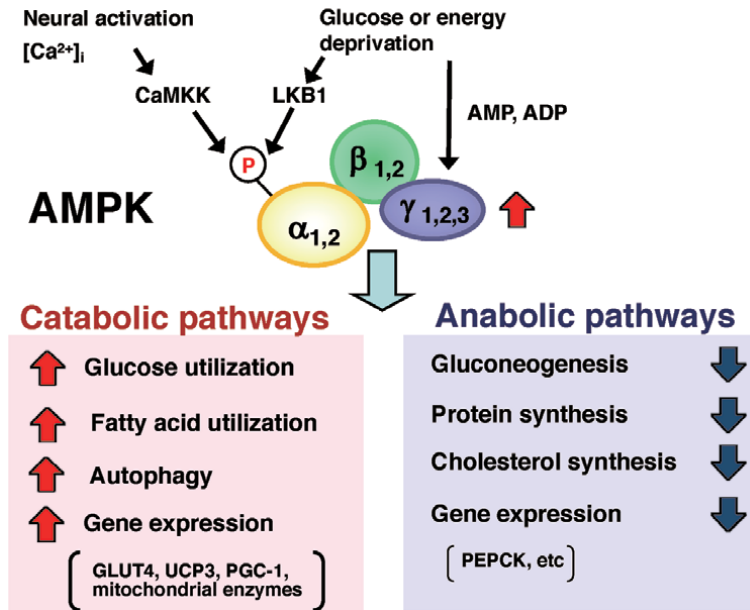 Neural activation
[Ca²⁺]ᵢ
Glucose or energy
deprivation
CaMKK
LKB1
AMP, ADP
P
β 1,2
AMPK
α1,2
γ 1,2,3
Catabolic pathways
Glucose utilization
Fatty acid utilization
Autophagy
Gene expression
[GLUT4, UCP3, PGC-1,
mitochondrial enzymes]
Anabolic pathways
Gluconeogenesis
Protein synthesis
Cholesterol synthesis
Gene expression
[PEPCK, etc]